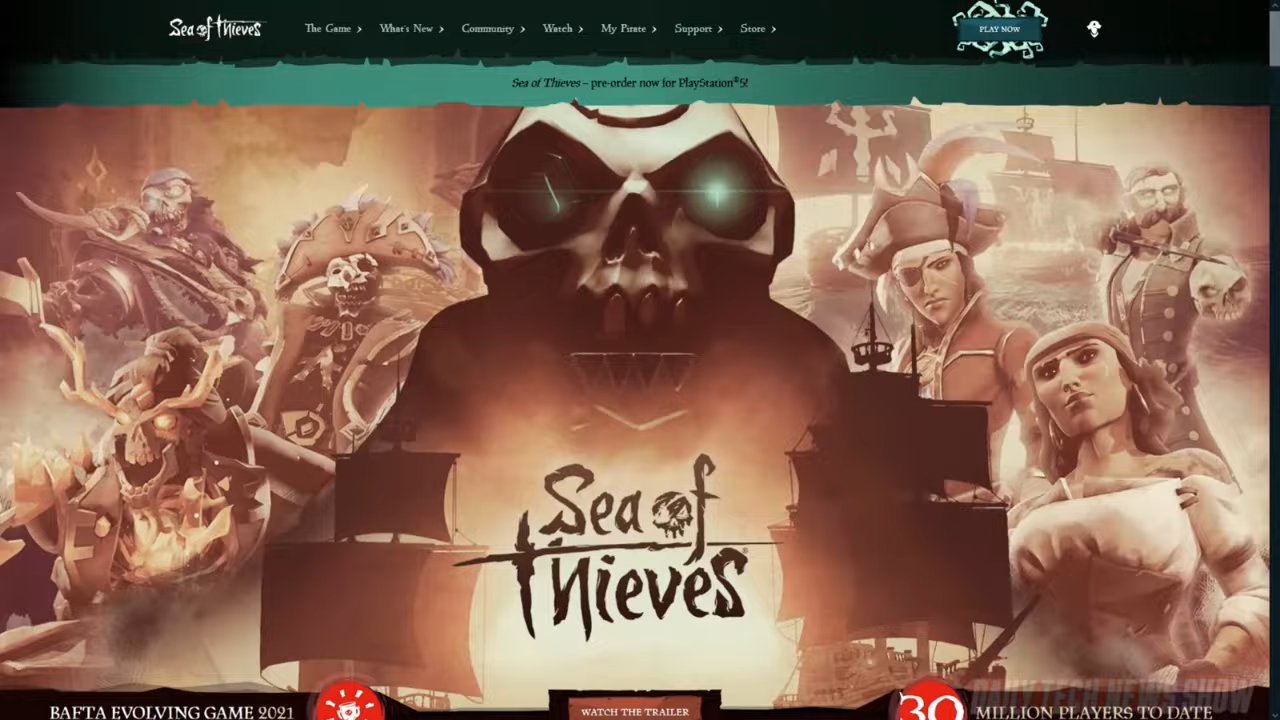 Sea of Thieves
The Game What's New Community Watch My Pirate Support Store
PLAY NOW
Sea of Thieves – pre-order now for PlayStation®5!
Sea of
Thieves®
BAFTA EVOLVING GAME 2021
WATCH THE TRAILER
30 MILLION PLAYERS TO DATE
DAILY TECH NEWS SHOW